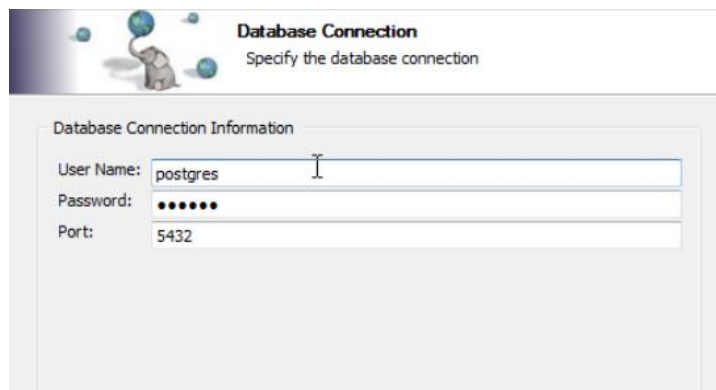 Database Connection
Specify the database connection
Database Connection Information
User Name: postgres
Password: ●●●●●●
Port: 5432